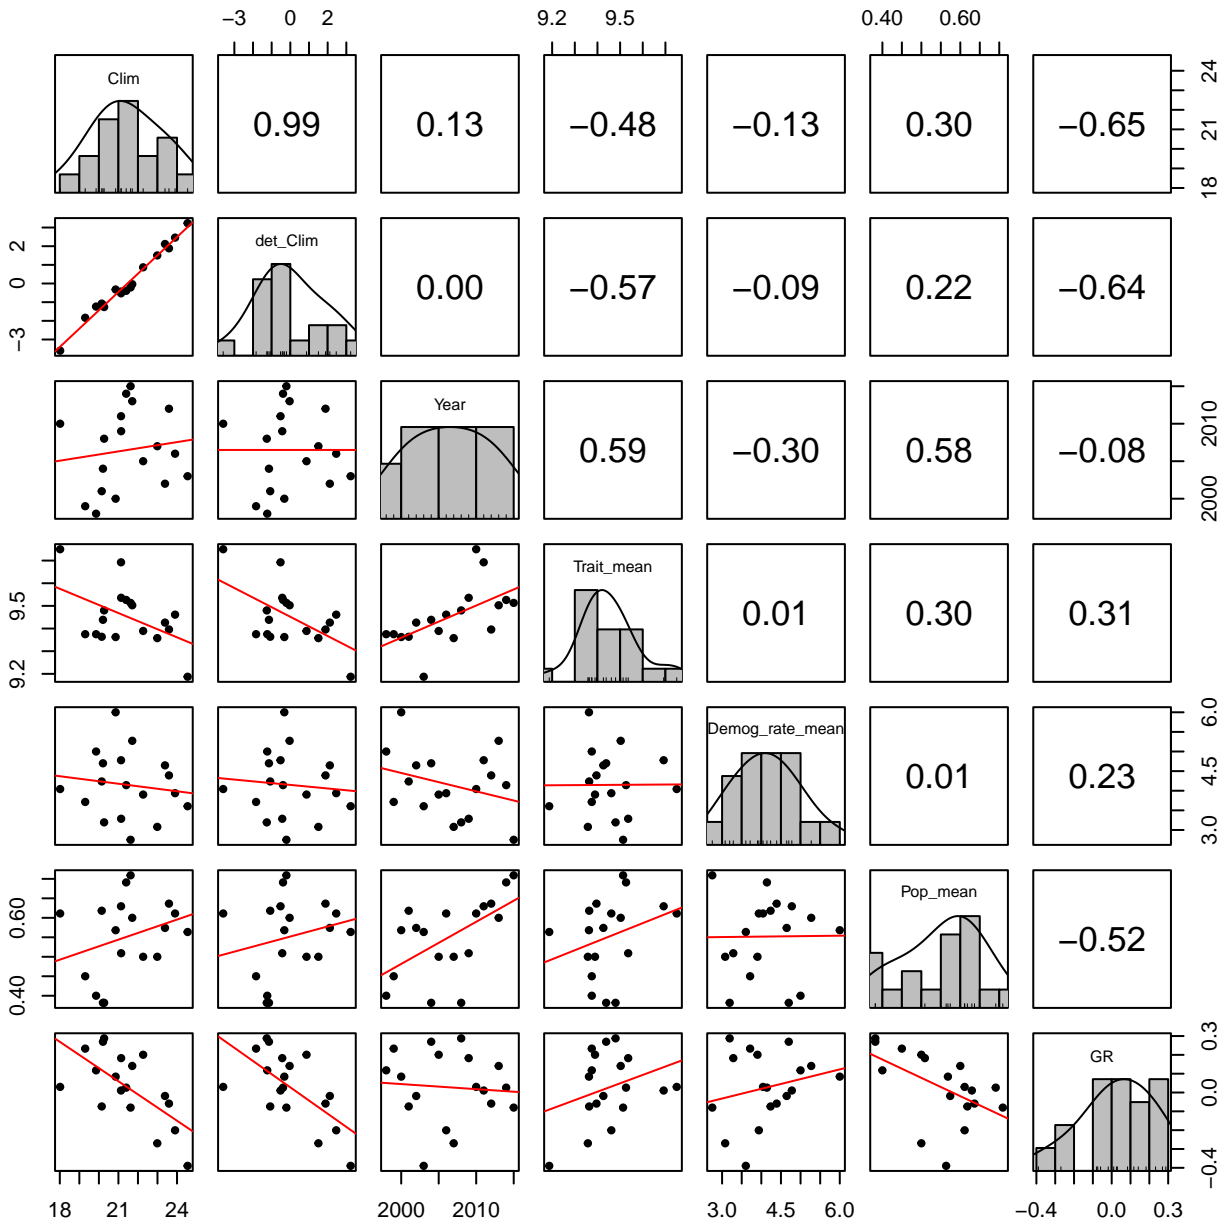 −3 0 2 9.2 9.5 0.40 0.60
Clim 0.99 0.13 −0.48 −0.13 0.30 −0.65 18 21 24
−3 0 2 det_Clim 0.00 −0.57 −0.09 0.22 −0.64
Year 0.59 −0.30 0.58 −0.08 2000 2010
9.2 9.5 Trait_mean 0.01 0.30 0.31
Demog_rate_mean 0.01 0.23 3.0 4.5 6.0
0.40 0.60 Pop_mean −0.52
GR −0.4 0.0 0.3
18 21 24 2000 2010 3.0 4.5 6.0 −0.4 0.0 0.3